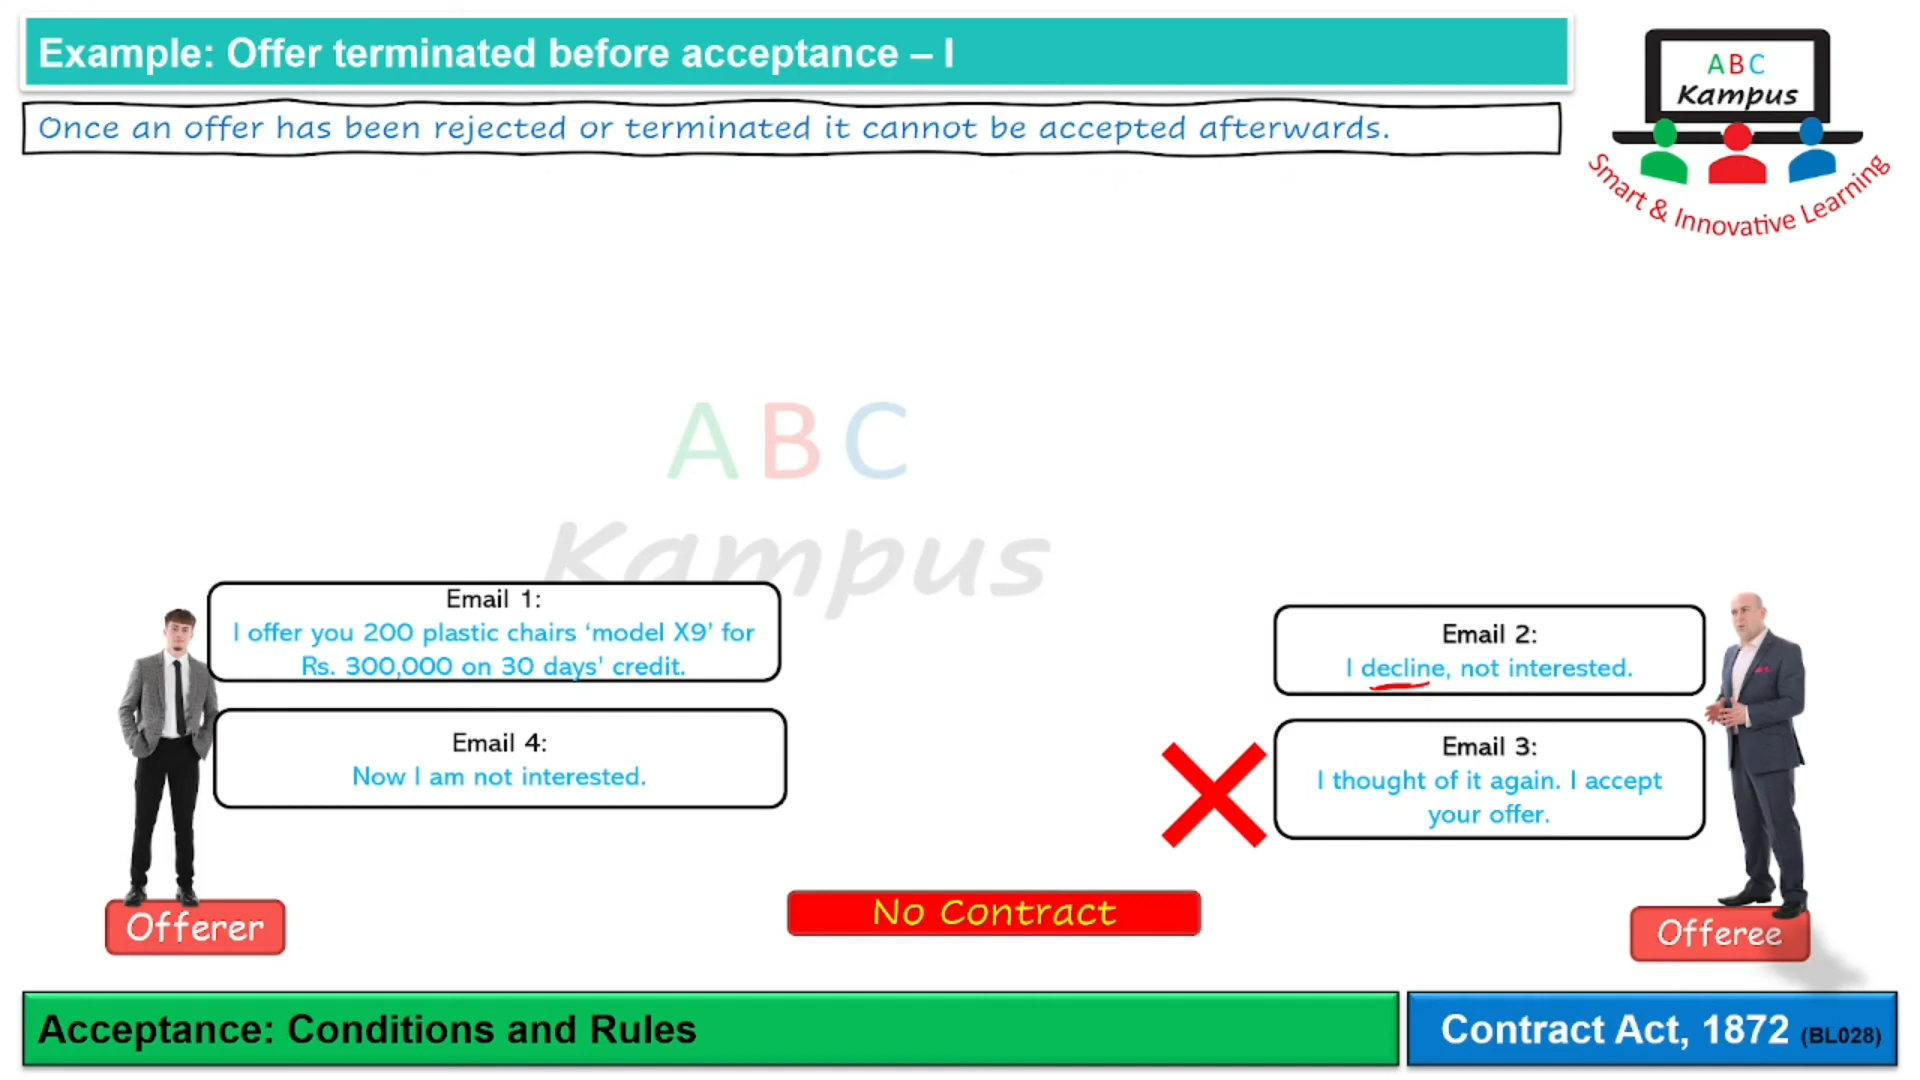 Example: Offer terminated before acceptance – I
ABC
Kampus
Smart & Innovative Learning
Once an offer has been rejected or terminated it cannot be accepted afterwards.
ABC
Kampus
Email 1:
I offer you 200 plastic chairs ‘model X9’ for
Rs. 300,000 on 30 days’ credit.
Email 2:
I decline, not interested.
Email 4:
Now I am not interested.
Email 3:
I thought of it again. I accept
your offer.
Offerer
No Contract
Offeree
Acceptance: Conditions and Rules
Contract Act, 1872 (BL028)